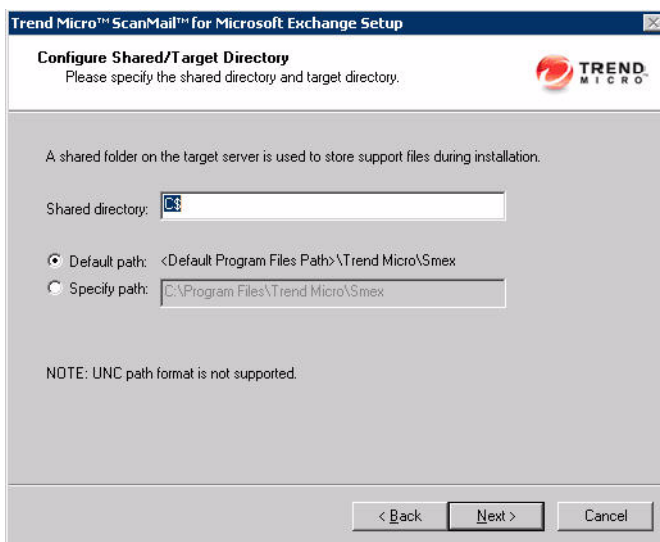 Trend Micro™ ScanMail™ for Microsoft Exchange Setup
Configure Shared/Target Directory
Please specify the shared directory and target directory.
TREND
MICRO
A shared folder on the target server is used to store support files during installation.
Shared directory: C$
Default path: <Default Program Files Path>\Trend Micro\Smex
Specify path: C:\Program Files\Trend Micro\Smex
NOTE: UNC path format is not supported.
< Back Next > Cancel